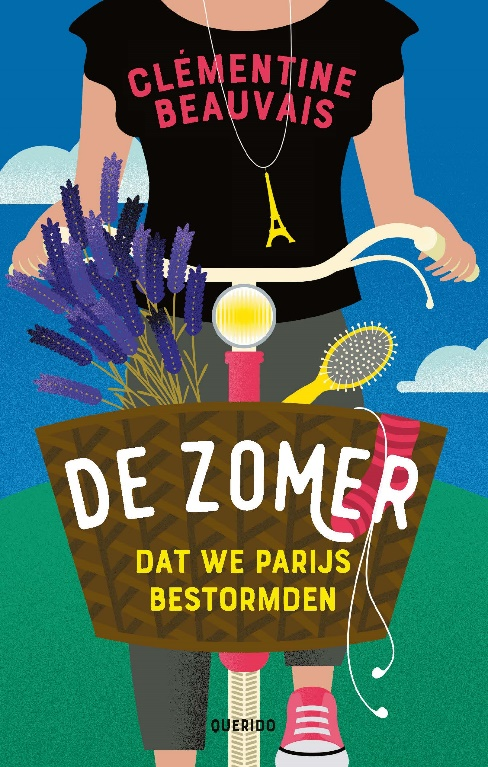 CLÉMENTINE
BEAUVAIS
DE ZOMER
DAT WE PARIJS
BESTORMDEN
QUERIDO